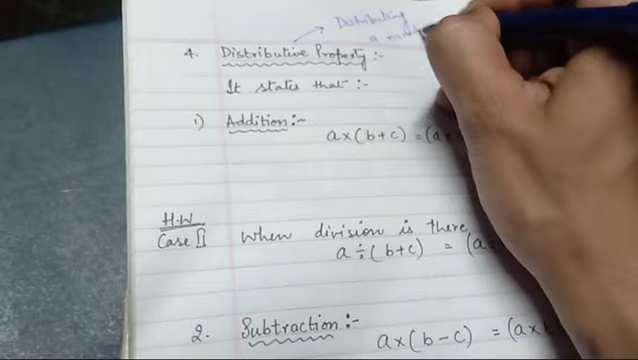 Distributing
a
4. Distributive Property :-
It states that :-
1) Addition :-
a × (b + c) = (a
H.W
Case II When division is there
a ÷ (b + c) = (a
2. Subtraction :-
a × (b - c) = (a × b